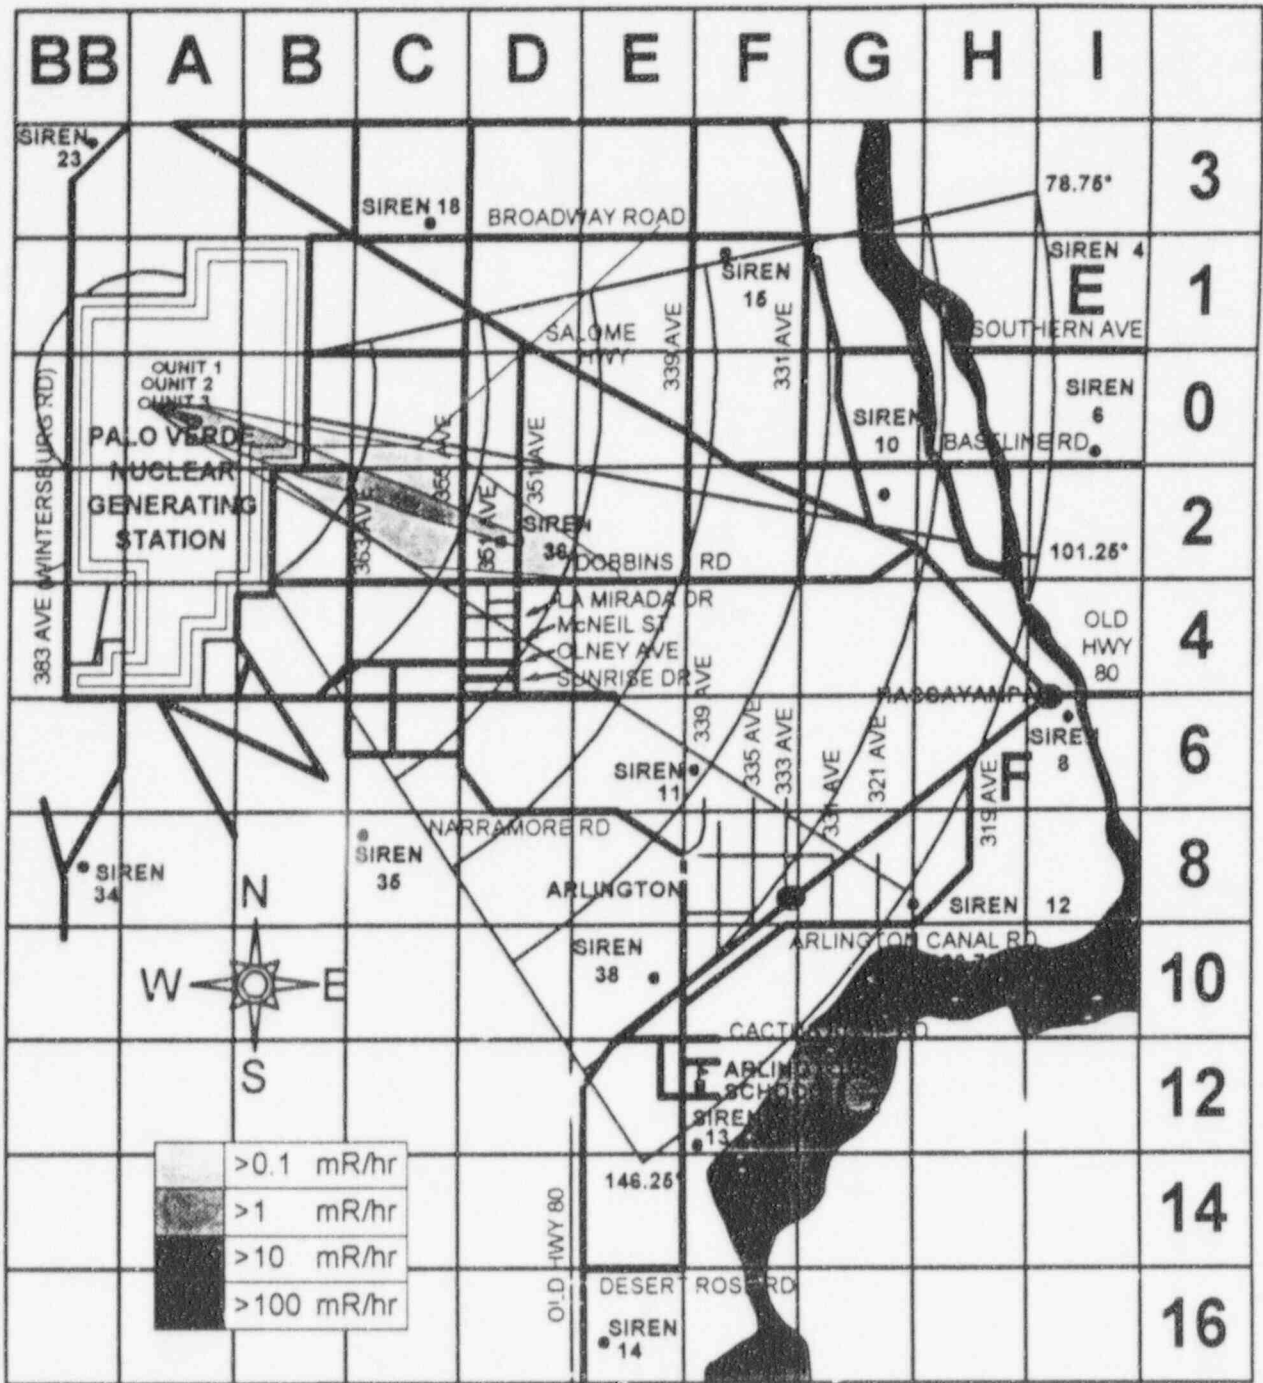 BB A B C D E F G H I
SIREN 23
3
78.75°
SIREN 18
BROADWAY ROAD
SIREN 4
SIREN 15
E
1
SALOME HWY
339 AVE
331 AVE
SOUTHERN AVE
UNIT 1
UNIT 2
UNIT 3
383 AVE (WINTERSBURG RD)
SIREN 6
SIREN 10
0
BASELINE RD
PALO VERDE
NUCLEAR
GENERATING
STATION
355 AVE
351 AVE
363 AVE
351 AVE
SIREN 36
2
DOBBINS RD
101.25°
LA MIRADA DR
McNEIL ST
OLNEY AVE
SUNRISE DR
OLD HWY 80
4
HASSAYAMPA
339 AVE
335 AVE
333 AVE
331 AVE
321 AVE
319 AVE
SIREN 11
SIREN 8
F
6
NARRAMORE RD
SIREN 34
SIREN 35
ARLINGTON
SIREN 12
8
N
W E
S
SIREN 38
ARLINGTON CANAL RD
10
ARLINGTON
SCHOOL
G
SIREN 13
12
146.25°
>0.1 mR/hr
>1 mR/hr
>10 mR/hr
>100 mR/hr
14
OLD HWY 80
DESERT ROSE RD
SIREN 14
16